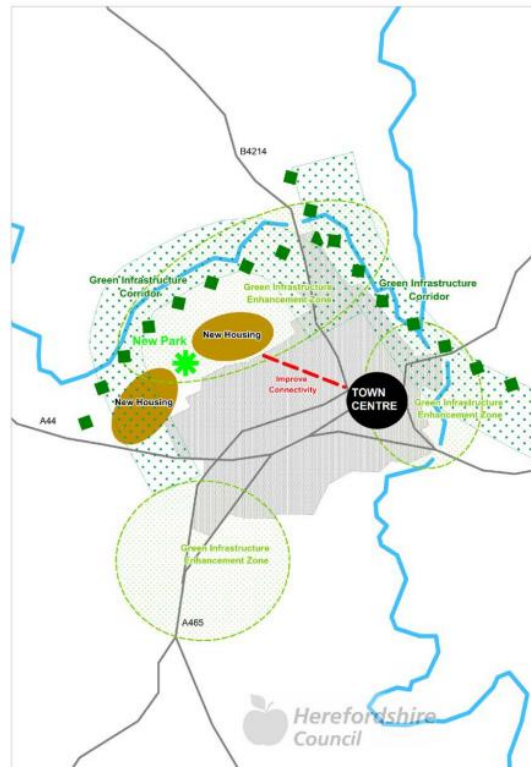 B4214
Green Infrastructure
Corridor
Green Infrastructure
Enhancement Zone
Green Infrastructure
Corridor
New Housing
New Park
Improve
Connectivity
TOWN
CENTRE
New Housing
Green Infrastructure
Enhancement Zone
A44
Green Infrastructure
Enhancement Zone
A465
Herefordshire
Council